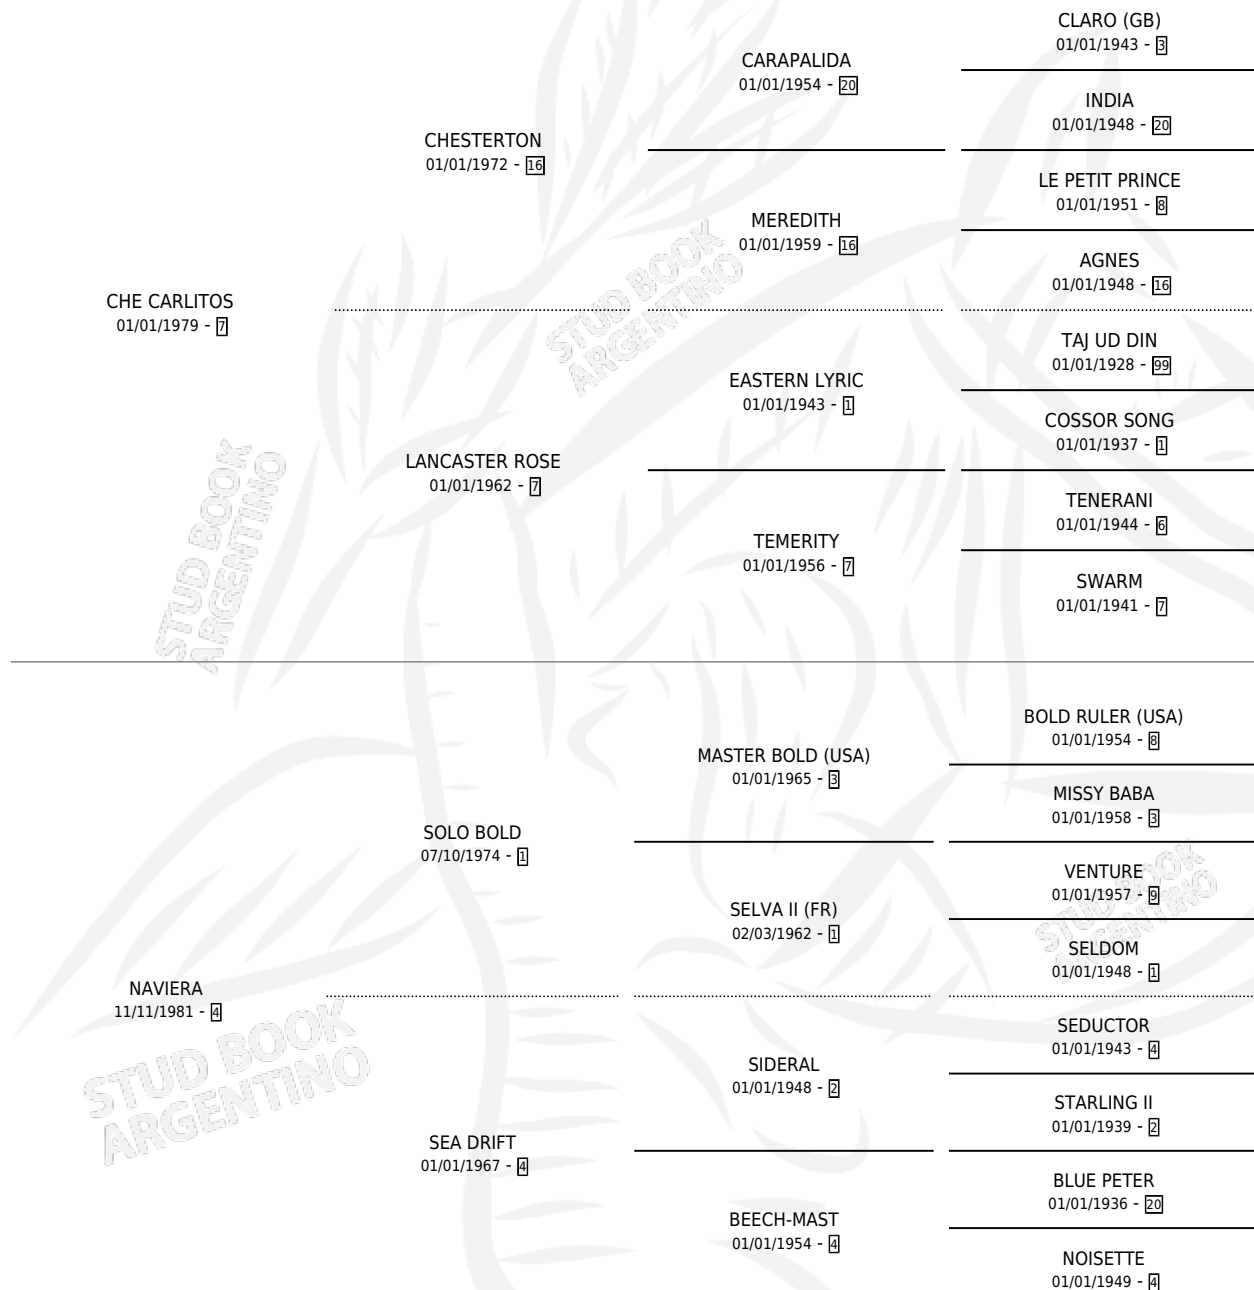 CLARO (GB)
01/01/1943 - 3
CARAPALIDA
01/01/1954 - 20
INDIA
01/01/1948 - 20
CHESTERTON
01/01/1972 - 16
LE PETIT PRINCE
01/01/1951 - 8
MEREDITH
01/01/1959 - 16
AGNES
01/01/1948 - 16
CHE CARLITOS
01/01/1979 - 7
TAJ UD DIN
01/01/1928 - 99
EASTERN LYRIC
01/01/1943 - 1
COSSOR SONG
01/01/1937 - 1
LANCASTER ROSE
01/01/1962 - 7
TENERANI
01/01/1944 - 6
TEMERITY
01/01/1956 - 7
SWARM
01/01/1941 - 7
BOLD RULER (USA)
01/01/1954 - 8
MASTER BOLD (USA)
01/01/1965 - 3
MISSY BABA
01/01/1958 - 3
SOLO BOLD
07/10/1974 - 1
VENTURE
01/01/1957 - 9
SELVA II (FR)
02/03/1962 - 1
SELDOM
01/01/1948 - 1
NAVIERA
11/11/1981 - 4
SEDUCTOR
01/01/1943 - 4
SIDERAL
01/01/1948 - 2
STARLING II
01/01/1939 - 2
SEA DRIFT
01/01/1967 - 4
BLUE PETER
01/01/1936 - 20
BEECH-MAST
01/01/1954 - 4
NOISETTE
01/01/1949 - 4
STUD BOOK
ARGENTINO
STUD BOOK
ARGENTINO
STUD BOOK
ARGENTINO
STUD BOOK
ARGENTINO